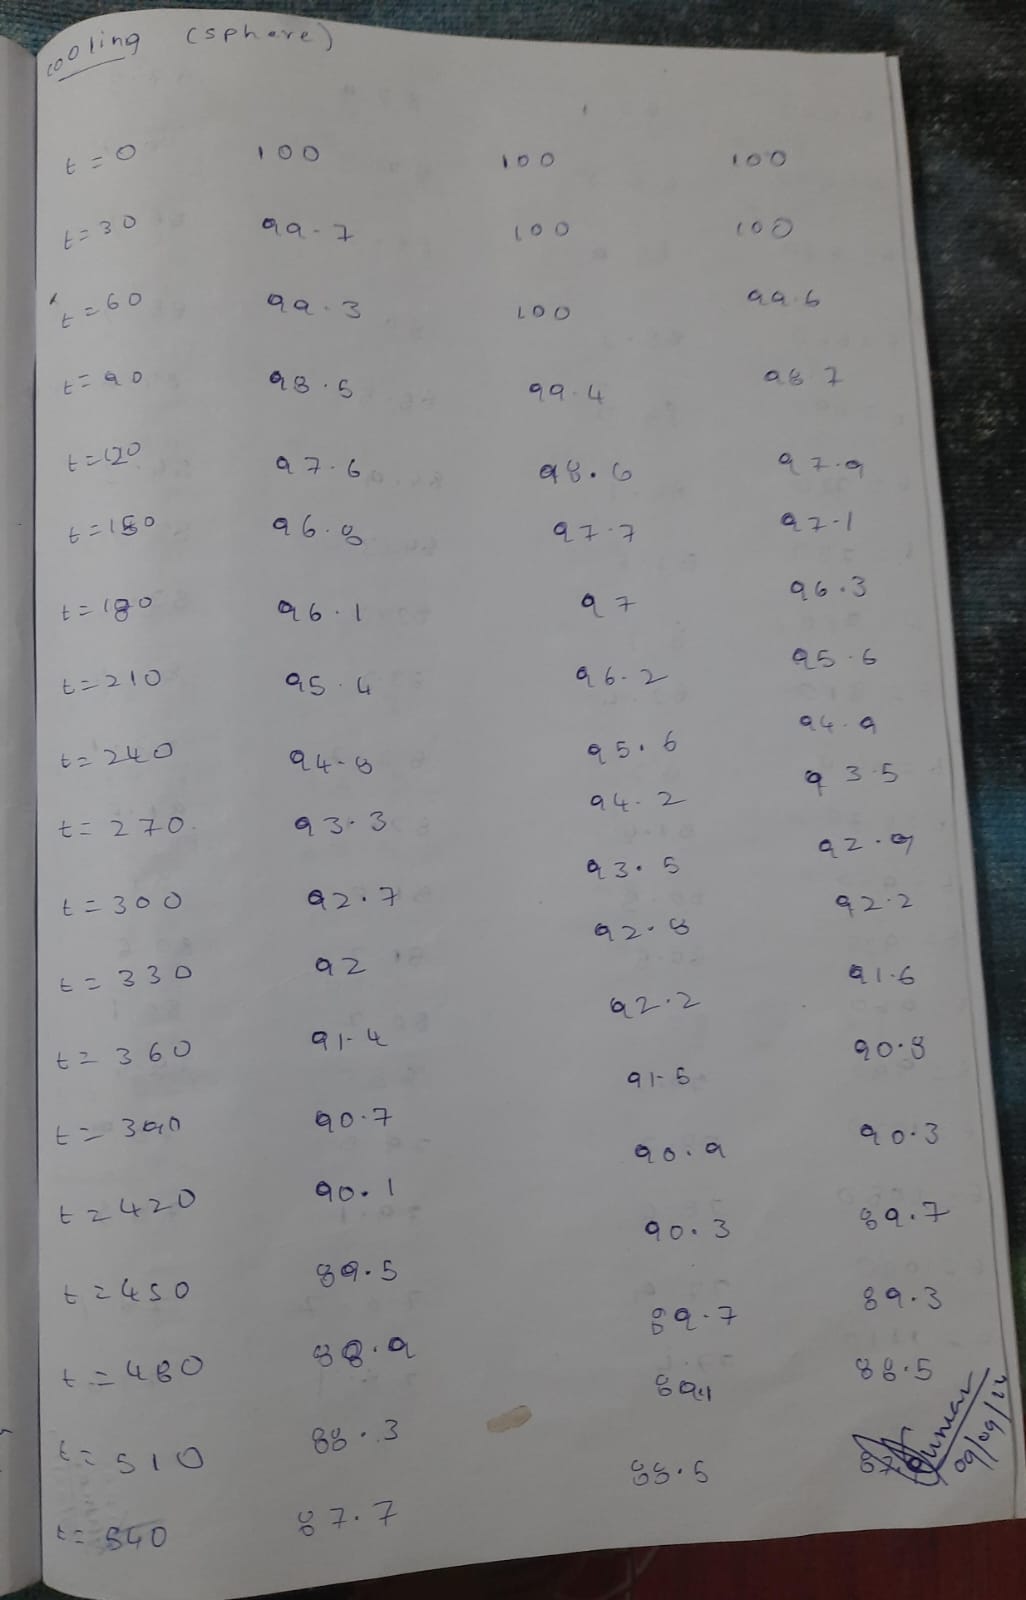 cooling (sphere)
t = 0 100 100 100
t = 30 99.7 100 100
t = 60 99.3 100 99.6
t = 90 98.5 99.4 98.7
t = 120 97.6 98.6 97.9
t = 150 96.8 97.7 97.1
t = 180 96.1 97 96.3
t = 210 95.4 96.2 95.6
t = 240 94.8 95.6 94.9
t = 270 93.3 94.2 93.5
t = 300 92.7 93.5 92.9
t = 330 92 92.8 92.2
t = 360 91.4 92.2 91.6
t = 390 90.7 91.5 90.8
t = 420 90.1 90.9 90.3
t = 450 89.5 90.3 89.7
t = 480 88.9 89.7 89.3
t = 510 88.3 89.1 88.5
t = 540 87.7 88.5
09/09/24